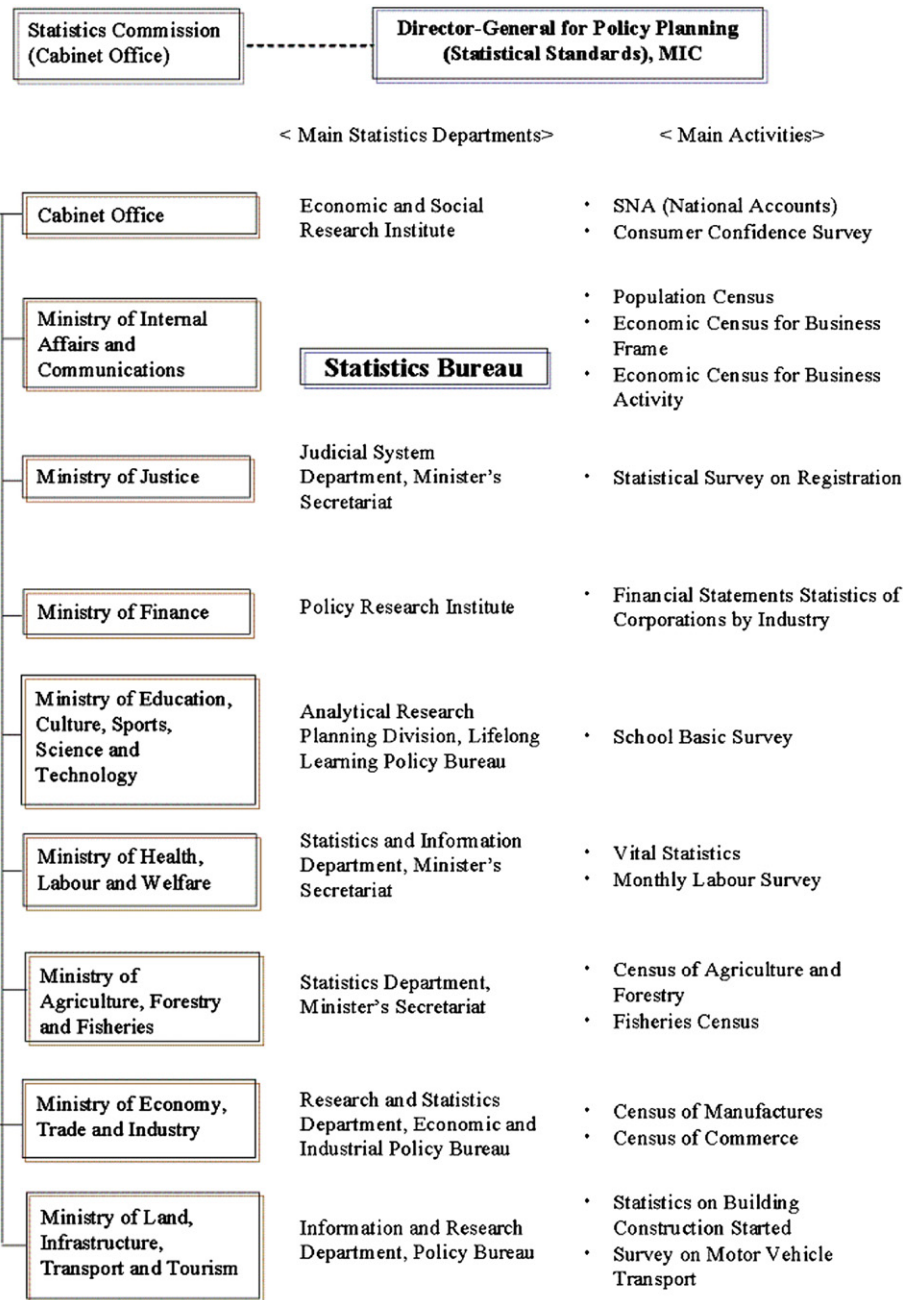 Statistics Commission
(Cabinet Office)
Director-General for Policy Planning
(Statistical Standards), MIC
< Main Statistics Departments>
< Main Activities>
Cabinet Office
Economic and Social
Research Institute
・ SNA (National Accounts)
・ Consumer Confidence Survey
Ministry of Internal
Affairs and
Communications
Statistics Bureau
・ Population Census
・ Economic Census for Business
Frame
・ Economic Census for Business
Activity
Ministry of Justice
Judicial System
Department, Minister's
Secretariat
・ Statistical Survey on Registration
Ministry of Finance
Policy Research Institute
・ Financial Statements Statistics of
Corporations by Industry
Ministry of Education,
Culture, Sports,
Science and
Technology
Analytical Research
Planning Division, Lifelong
Learning Policy Bureau
・ School Basic Survey
Ministry of Health,
Labour and Welfare
Statistics and Information
Department, Minister's
Secretariat
・ Vital Statistics
・ Monthly Labour Survey
Ministry of
Agriculture, Forestry
and Fisheries
Statistics Department,
Minister's Secretariat
・ Census of Agriculture and
Forestry
・ Fisheries Census
Ministry of Economy,
Trade and Industry
Research and Statistics
Department, Economic and
Industrial Policy Bureau
・ Census of Manufactures
・ Census of Commerce
Ministry of Land,
Infrastructure,
Transport and Tourism
Information and Research
Department, Policy Bureau
・ Statistics on Building
Construction Started
・ Survey on Motor Vehicle
Transport